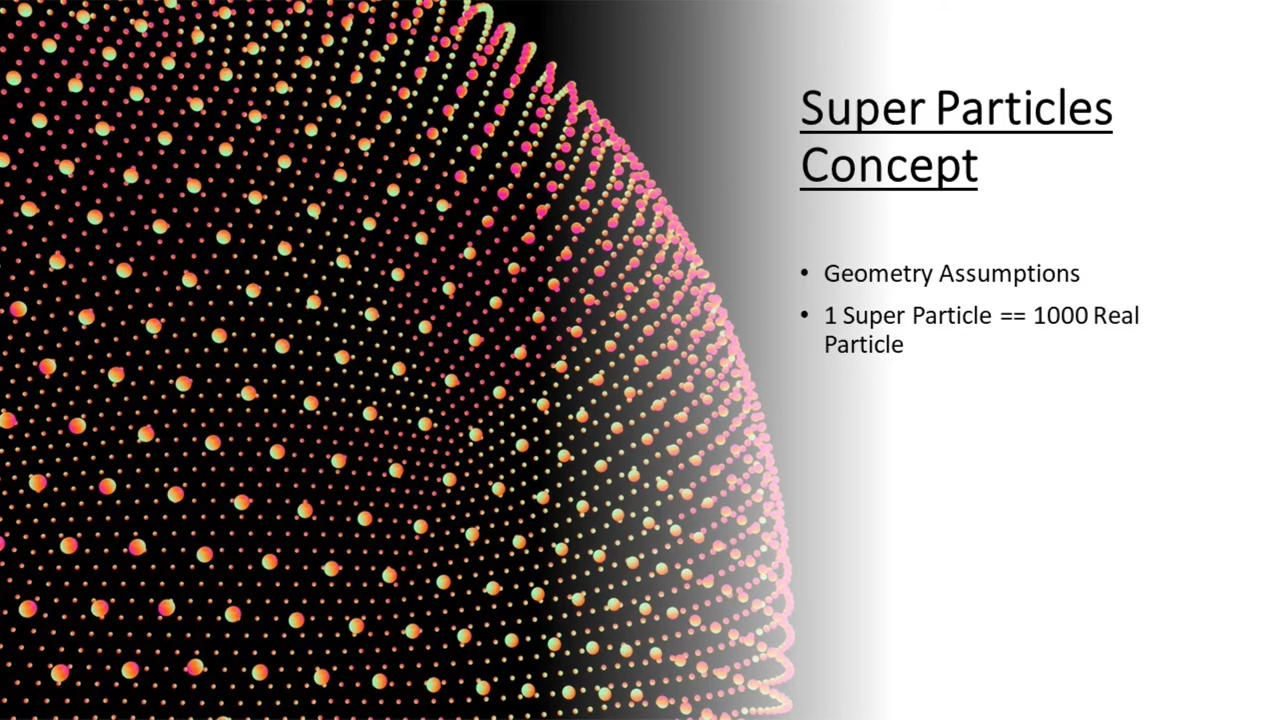 Super Particles
Concept
• Geometry Assumptions
• 1 Super Particle == 1000 Real
Particle